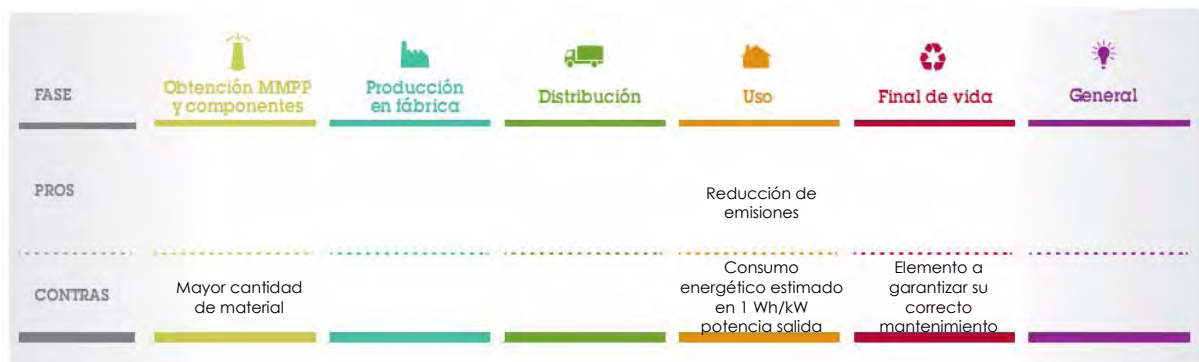 FASE
Obtención MMPP
y componentes
Producción
en fábrica
Distribución
Uso
Final de vida
General
PROS
Reducción de
emisiones
CONTRAS
Mayor cantidad
de material
Consumo
energético estimado
en 1 Wh/kW
potencia salida
Elemento a
garantizar su
correcto
mantenimiento